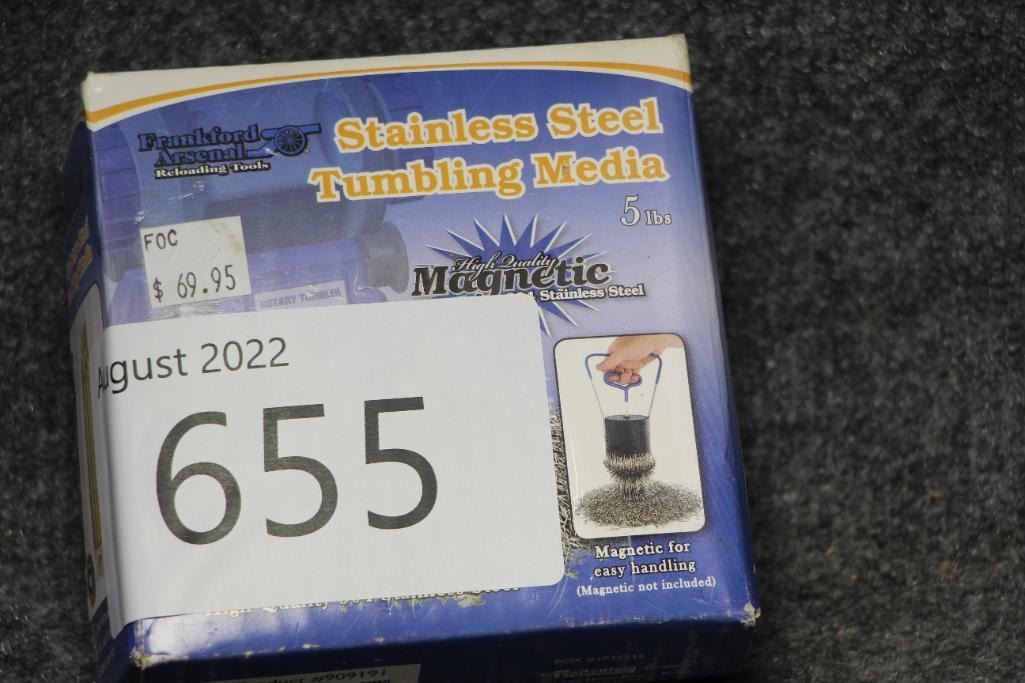 Frankford
Arsenal
Reloading Tools
Stainless Steel
Tumbling Media
5 lbs
FOC
$ 69.95
High Quality
Magnetic
Stainless Steel
ROTARY TUMBLER
August 2022
655
Magnetic for
easy handling
(Magnetic not included)
#909191